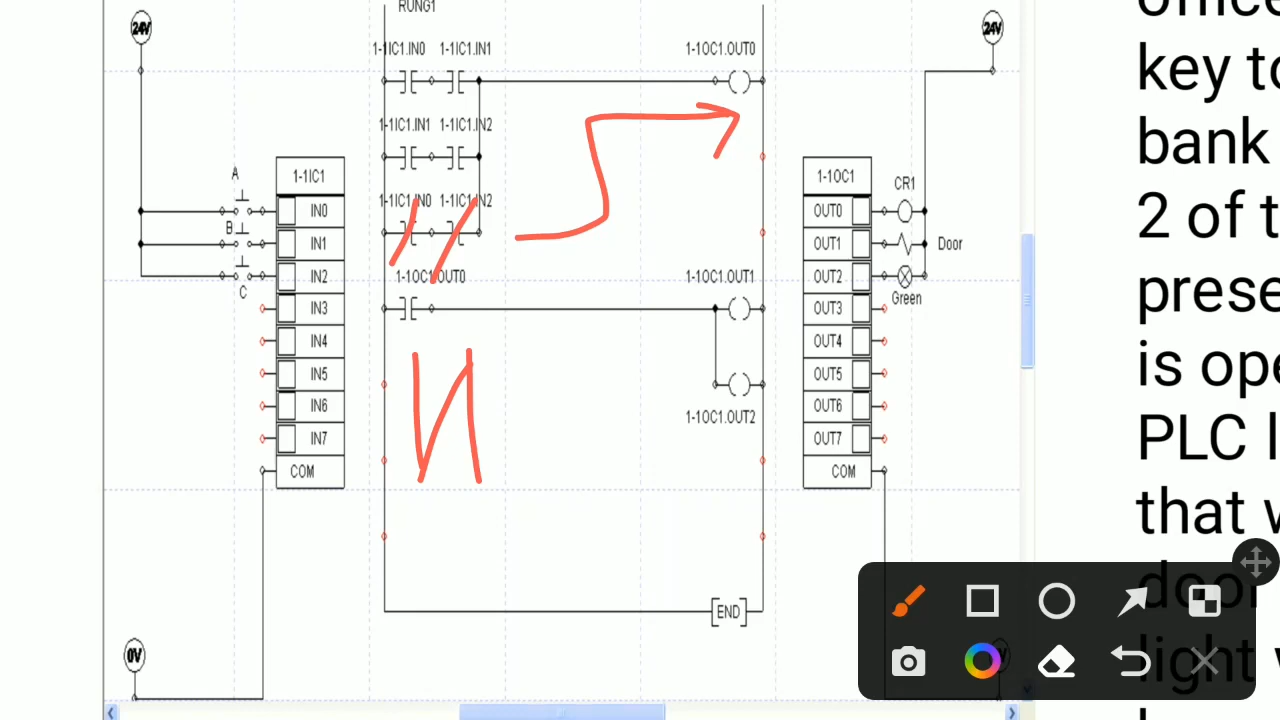 RUNG1
24V
24V
1-1IC1.IN0 1-1IC1.IN1
1-1OC1.OUT0
1-1IC1.IN1 1-1IC1.IN2
1-1IC1.IN0 1-1IC1.IN2
1-1OC1.OUT0
1-1OC1.OUT1
1-1OC1.OUT2
END
A
B
C
1-1IC1
IN0
IN1
IN2
IN3
IN4
IN5
IN6
IN7
COM
0V
1-1OC1
OUT0
OUT1
OUT2
OUT3
OUT4
OUT5
OUT6
OUT7
COM
CR1
Door
Green
key to
bank
2 of t
prese
is ope
PLC l
that w
door
light w